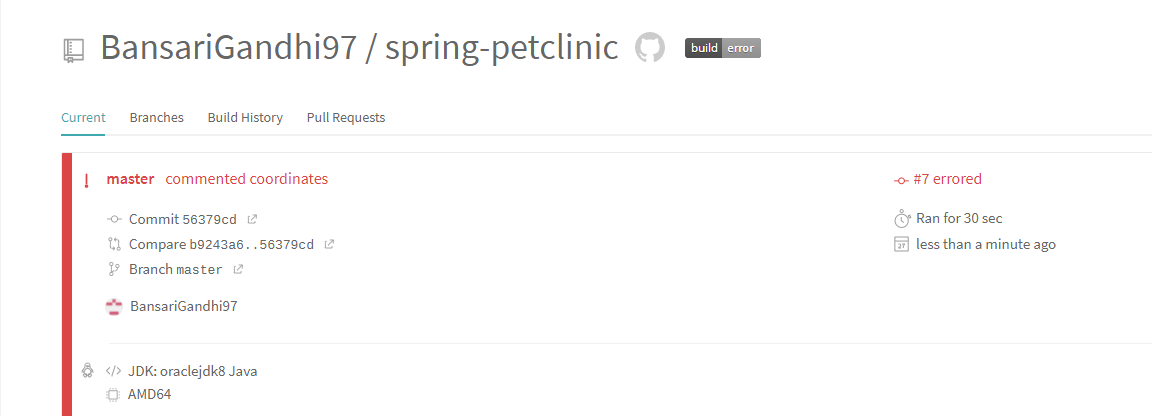 BansariGandhi97 / spring-petclinic build error
Current Branches Build History Pull Requests
! master commented coordinates #7 errored
Commit 56379cd Ran for 30 sec
Compare b9243a6..56379cd 27 less than a minute ago
Branch master
BansariGandhi97
</> JDK: oraclejdk8 Java
AMD64